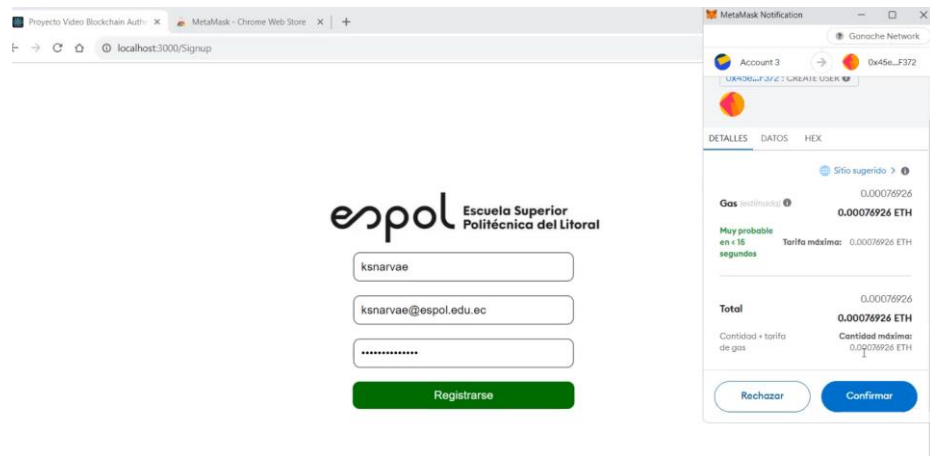 Proyecto Video Blockchain Auth
MetaMask - Chrome Web Store
localhost:3000/Signup
espol Escuela Superior
Politécnica del Litoral
ksnarvae
ksnarvae@espol.edu.ec
••••••••••••••
Registrarse
MetaMask Notification
Ganache Network
Account 3
0x45e...F372
0x45e...F372 : CREATE USER
DETALLES DATOS HEX
Sitio sugerido >
0.00076926
Gas (estimado)
0.00076926 ETH
Muy probable
en < 15
segundos
Tarifa máxima: 0.00076926 ETH
0.00076926
Total
0.00076926 ETH
Cantidad + tarifa
de gas
Cantidad máxima:
0.00076926 ETH
Rechazar
Confirmar